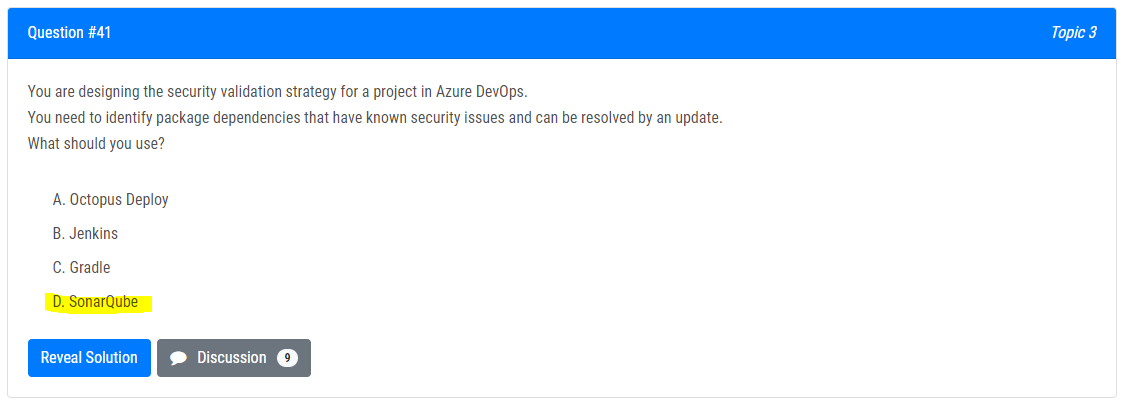 Question #41
Topic 3
You are designing the security validation strategy for a project in Azure DevOps.
You need to identify package dependencies that have known security issues and can be resolved by an update.
What should you use?
A. Octopus Deploy
B. Jenkins
C. Gradle
D. SonarQube
Reveal Solution
Discussion 9